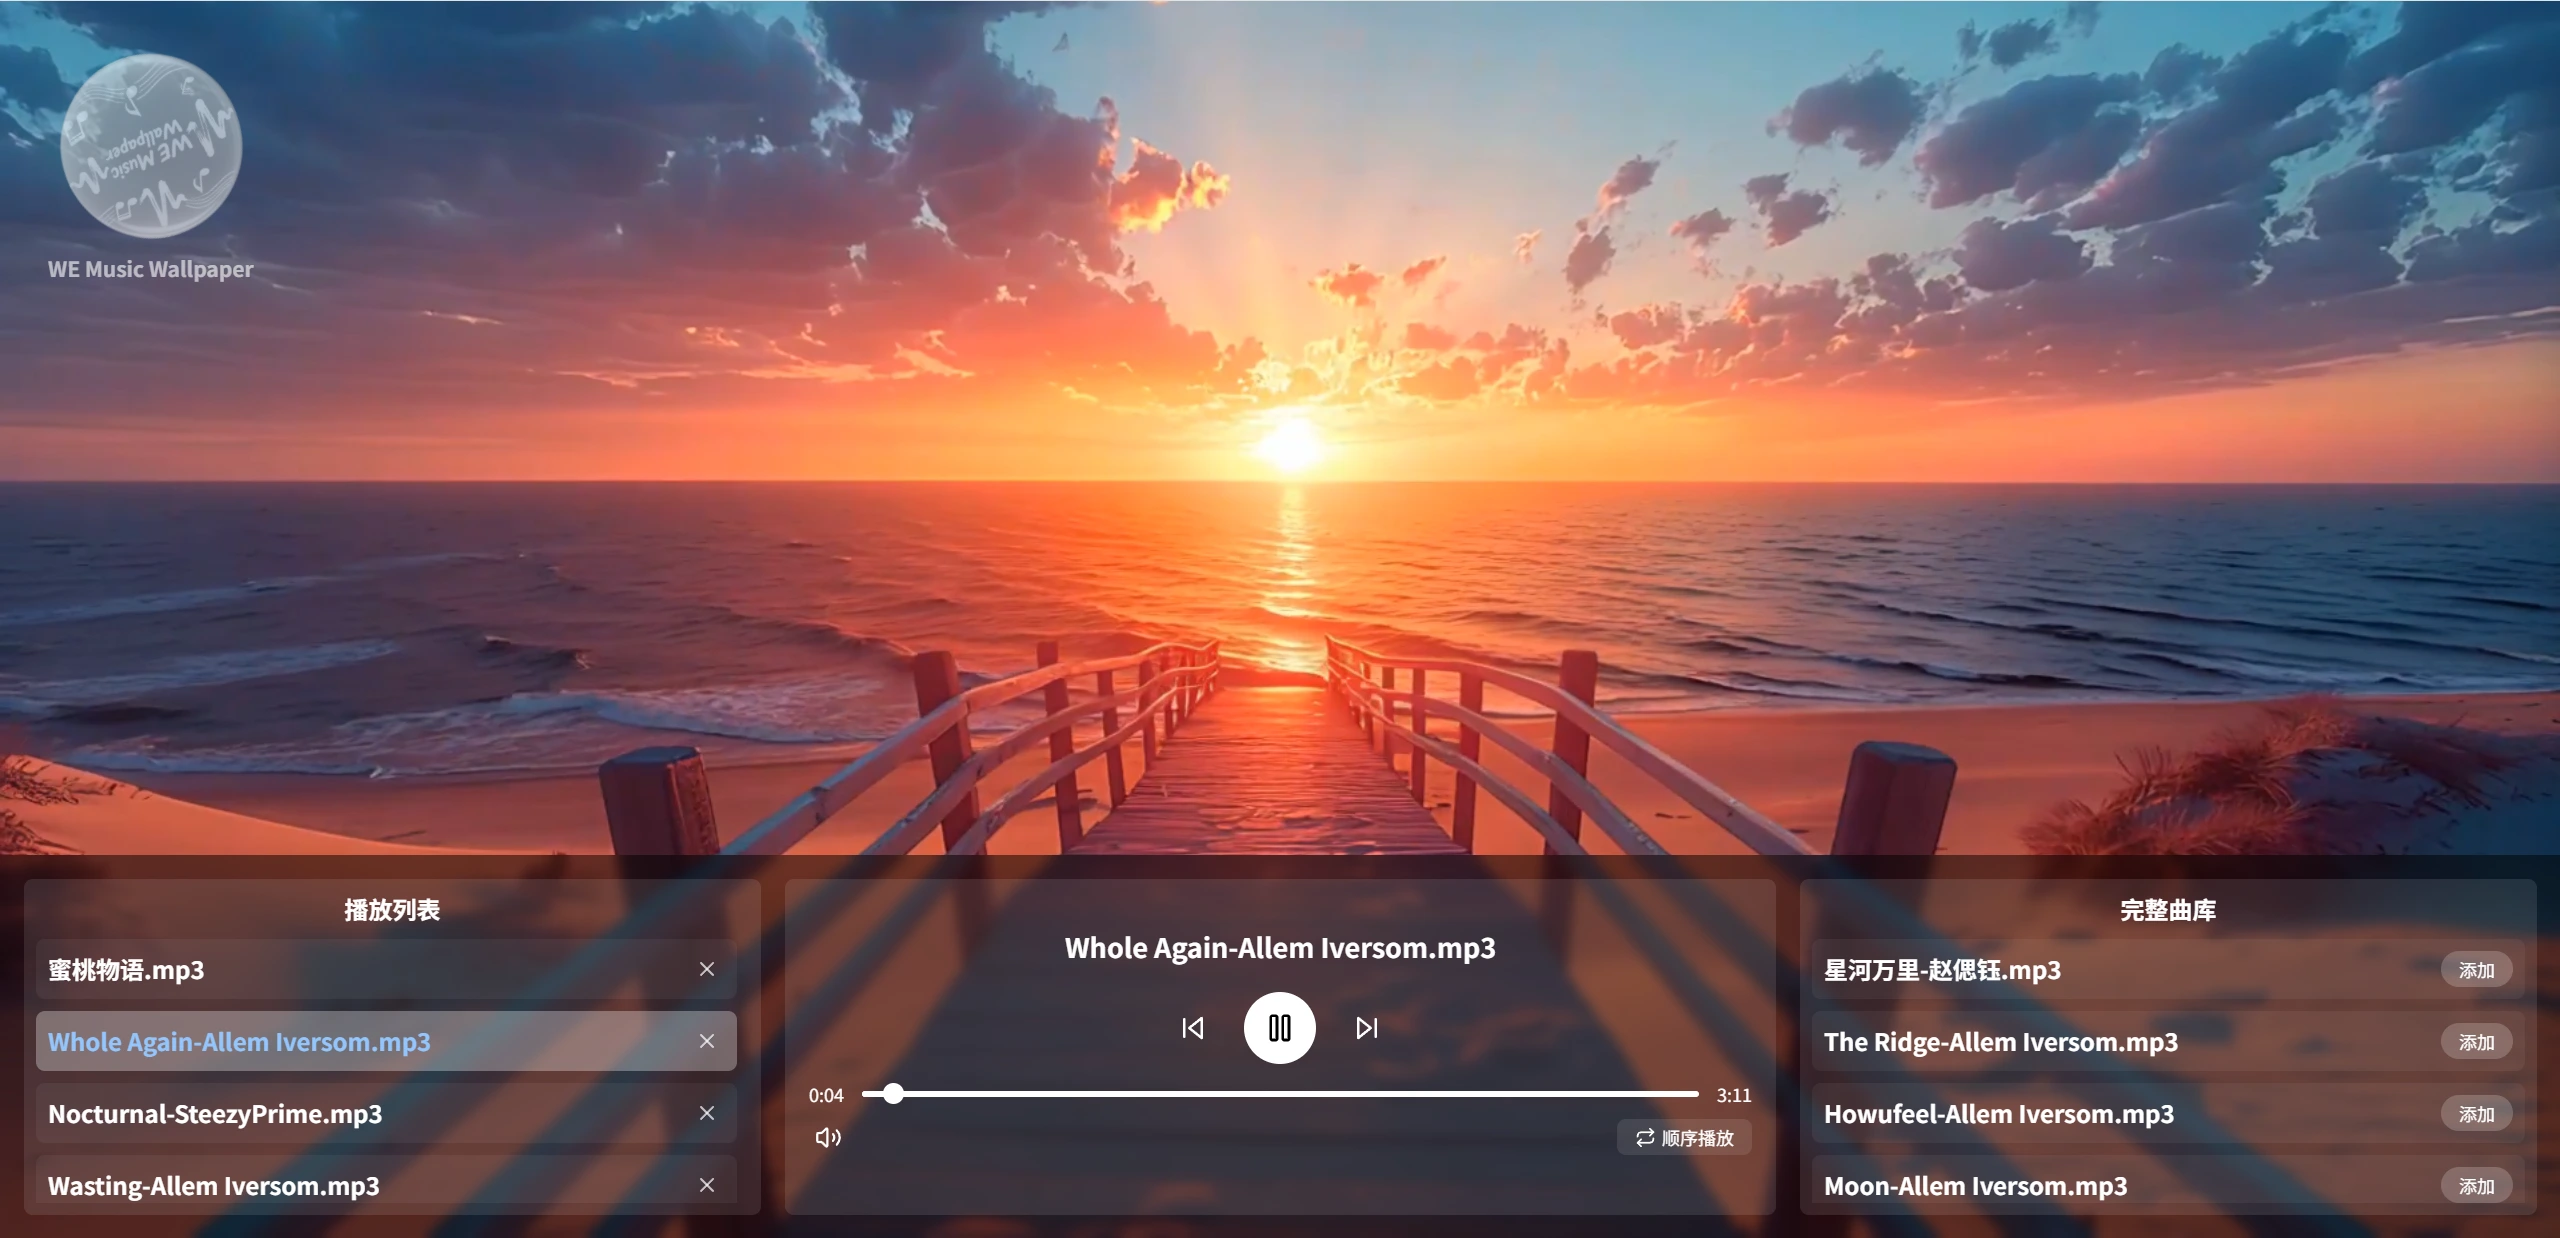 WE Music
Wallpaper
WE Music Wallpaper
播放列表
蜜桃物语.mp3
Whole Again-Allem Iversom.mp3
Nocturnal-SteezyPrime.mp3
Wasting-Allem Iversom.mp3
Whole Again-Allem Iversom.mp3
0:04
3:11
顺序播放
完整曲库
星河万里-赵偲钰.mp3
添加
The Ridge-Allem Iversom.mp3
添加
Howufeel-Allem Iversom.mp3
添加
Moon-Allem Iversom.mp3
添加